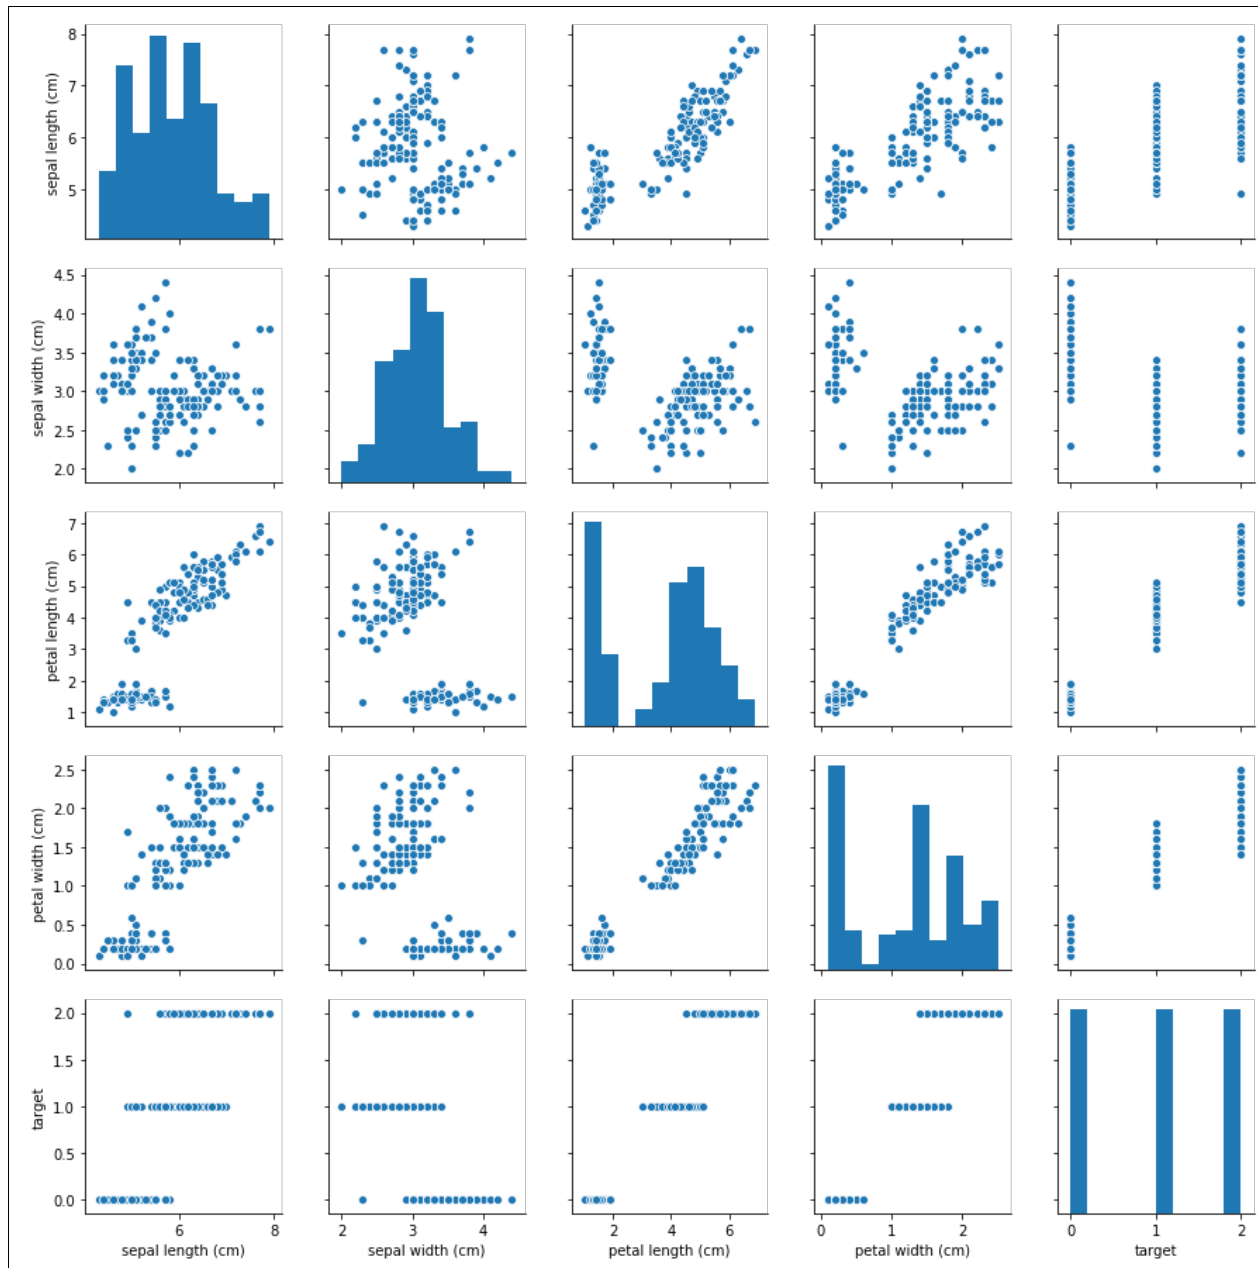 8
7
6
5
sepal length (cm)
4.5
4.0
3.5
3.0
2.5
2.0
sepal width (cm)
7
6
5
4
3
2
1
petal length (cm)
2.5
2.0
1.5
1.0
0.5
0.0
petal width (cm)
2.0
1.5
1.0
0.5
0.0
target
6 8
2 3 4
2 4 6
0 1 2
0 1 2
sepal length (cm)
sepal width (cm)
petal length (cm)
petal width (cm)
target